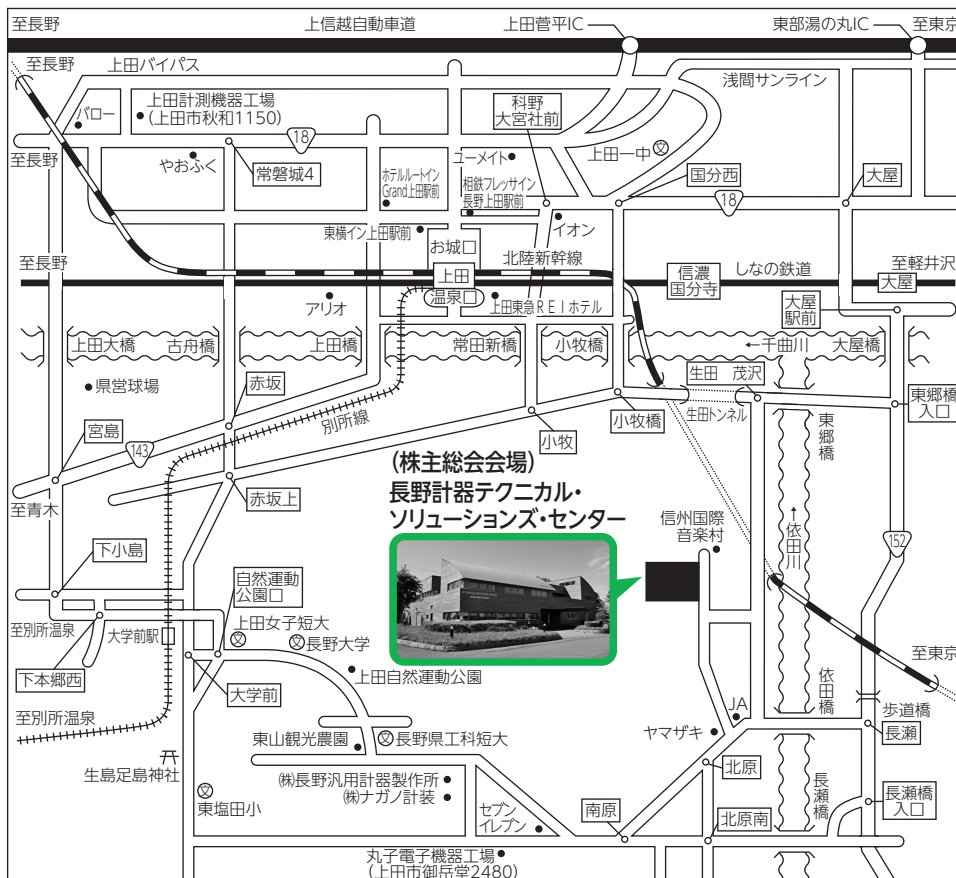 至長野
上信越自動車道
上田菅平IC
東部湯の丸IC
至東京
至長野
上田バイパス
浅間サンライン
バロー
上田計測機器工場
(上田市秋和1150)
18
科野
大宮社前
上田一中
文
至長野
やおふく
常磐城4
ユーメイト
国分西
大屋
ホテルルートイン
Grand上田駅前
相鉄フレッサイン
長野上田駅前
18
イオン
東横イン上田駅前
お城口
北陸新幹線
至長野
上田
信濃
国分寺
しなの鉄道
至軽井沢
大屋
アリオ
温泉口
上田東急REIホテル
大屋
駅前
上田大橋
古舟橋
上田橋
常田新橋
小牧橋
←千曲川
大屋橋
県営球場
赤坂
生田
茂沢
東郷橋
入口
宮島
別所線
小牧
小牧橋
生田トンネル
東郷橋
143
(株主総会会場)
長野計器テクニカル・
ソリューションズ・センター
至青木
赤坂上
信州国際
音楽村
←依田川
152
下小島
自然運動
公園口
至別所温泉
大学前駅
上田女子短大
文
文
長野大学
至東京
下本郷西
大学前
上田自然運動公園
依田橋
至別所温泉
JA
歩道橋
東山観光農園
文
長野県工科短大
ヤマザキ
長瀬
生島足島神社
北原
文
東塩田小
㈱長野汎用計器製作所
㈱ナガノ計装
セブン
イレブン
南原
長瀬橋
長瀬橋
入口
北原南
丸子電子機器工場
(上田市御岳堂2480)